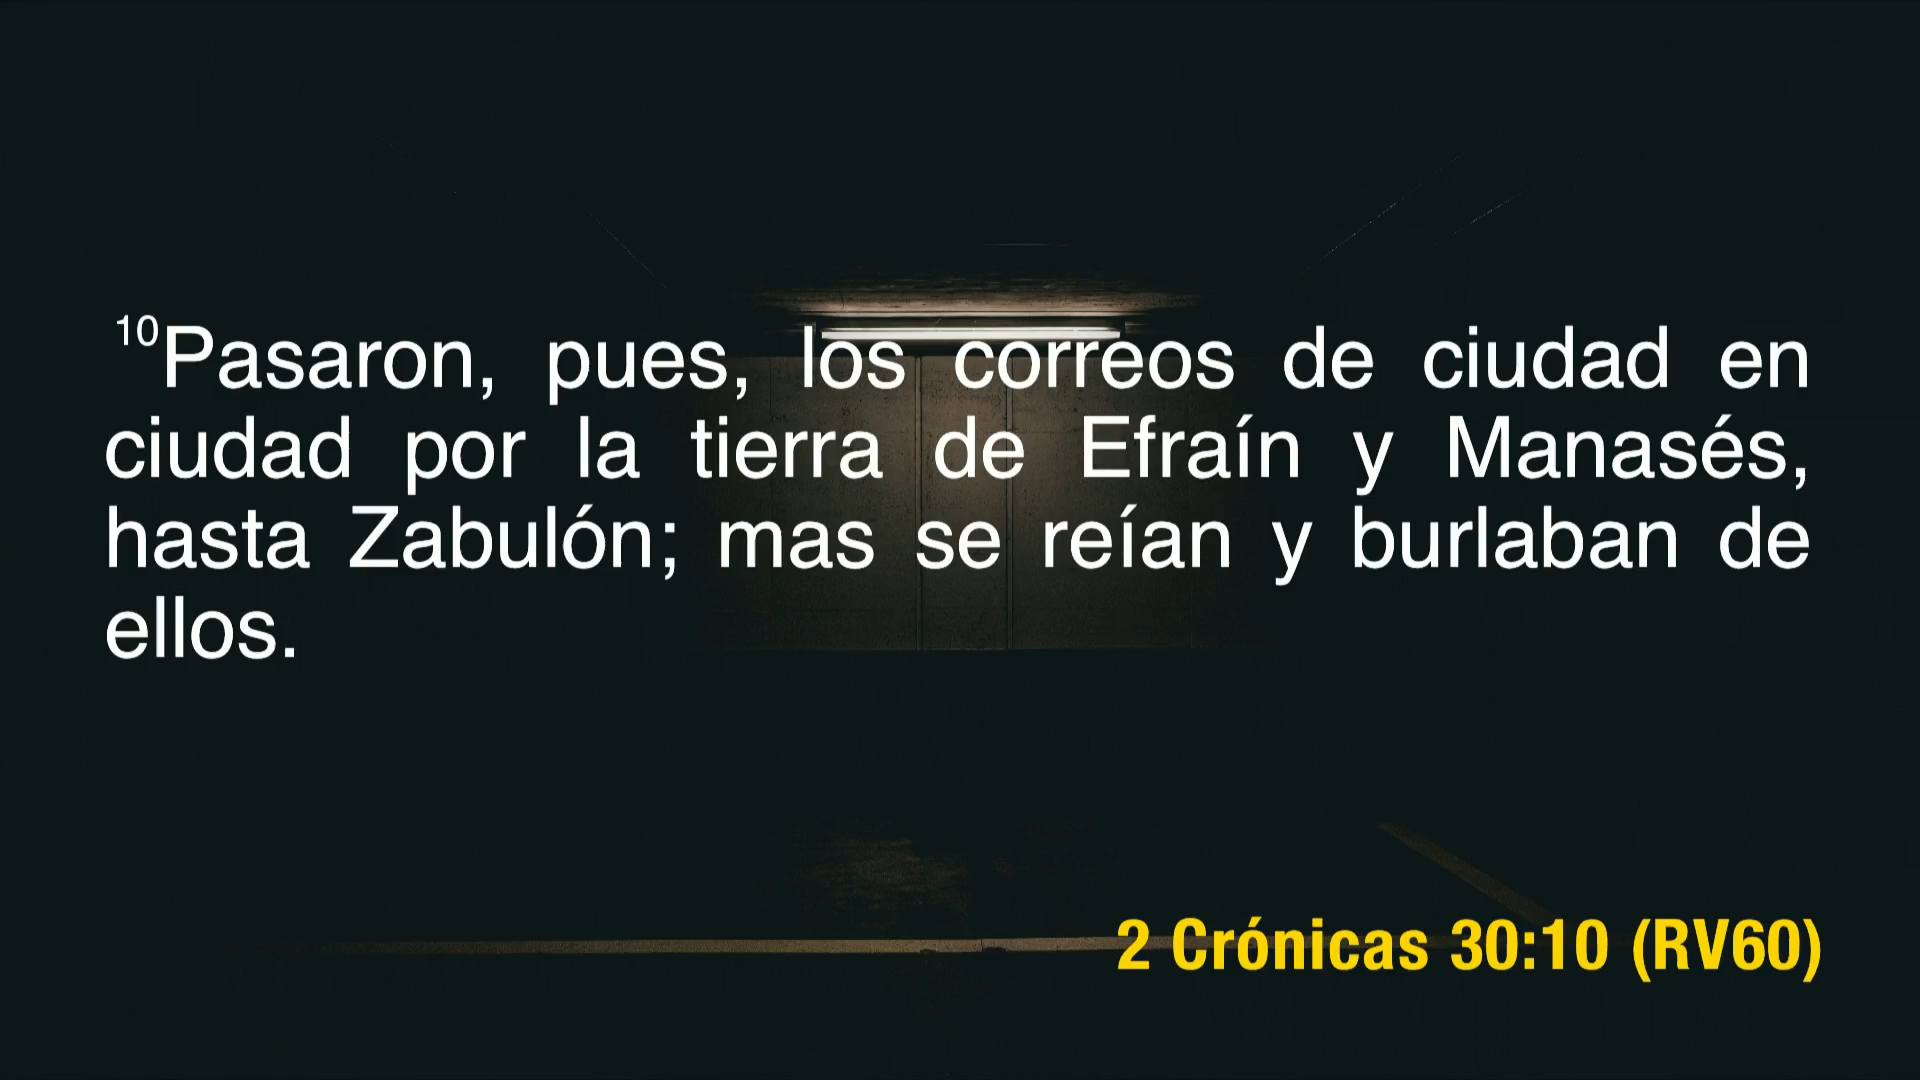 ¹⁰Pasaron, pues, los correos de ciudad en
ciudad por la tierra de Efraín y Manasés,
hasta Zabulón; mas se reían y burlaban de
ellos.
2 Crónicas 30:10 (RV60)